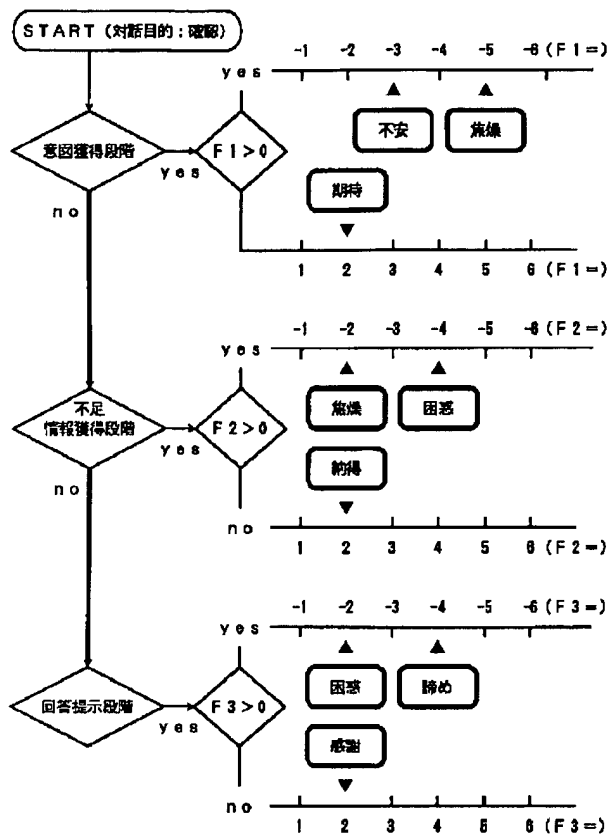 START (対話目的:確認)
-1 -2 -3 -4 -5 -6 (F1=)
yes
不安 焦燥
意図獲得段階 yes F1>0
期待
no
1 2 3 4 5 6 (F1=)
-1 -2 -3 -4 -5 -6 (F2=)
yes
焦燥 困惑
不足
情報獲得段階 yes F2>0
納得
no
no
1 2 3 4 5 6 (F2=)
-1 -2 -3 -4 -5 -6 (F3=)
yes
困惑 諦め
回答提示段階 yes F3>0
感謝
no
1 2 3 4 5 6 (F3=)